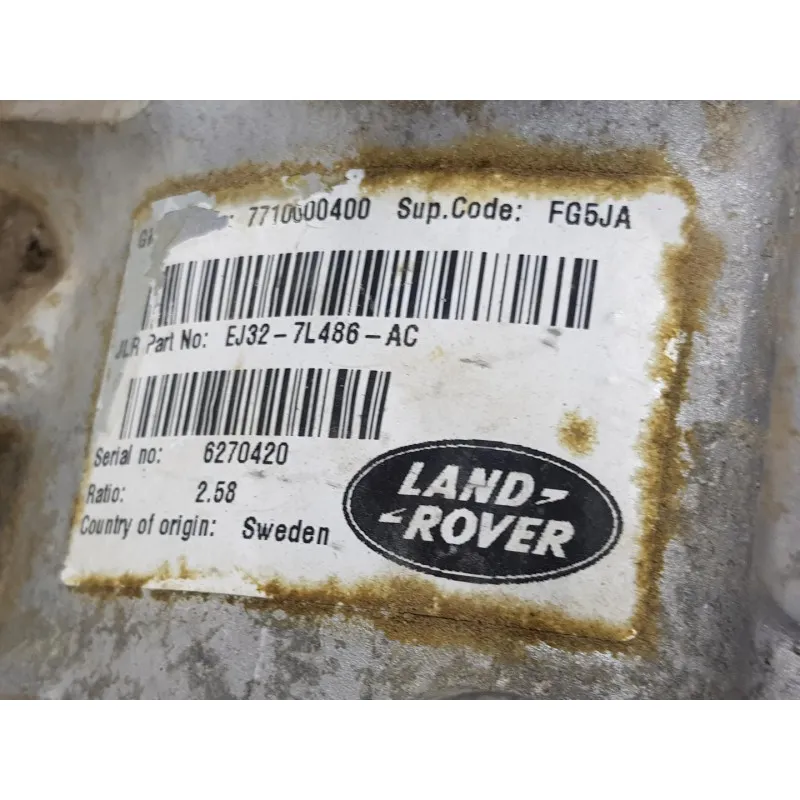 7710000400 Sup.Code: FG5JA
JLR Part No: EJ32-7L486-AC
Serial no: 6270420
Ratio: 2.58
Country of origin: Sweden
LAND-
-ROVER